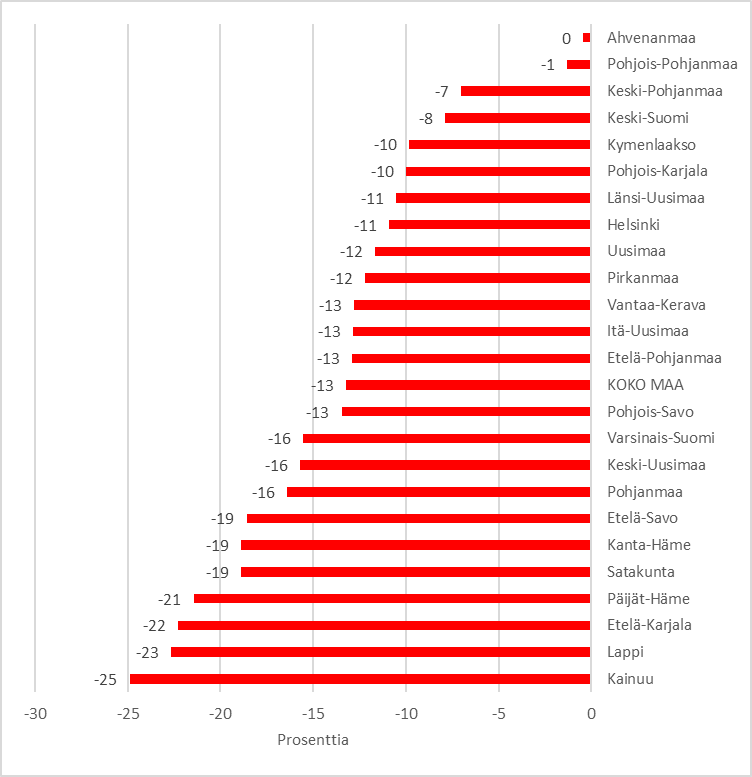 0 Ahvenanmaa
-1 Pohjois-Pohjanmaa
-7 Keski-Pohjanmaa
-8 Keski-Suomi
-10 Kymenlaakso
-10 Pohjois-Karjala
-11 Länsi-Uusimaa
-11 Helsinki
-12 Uusimaa
-12 Pirkanmaa
-13 Vantaa-Kerava
-13 Itä-Uusimaa
-13 Etelä-Pohjanmaa
-13 KOKO MAA
-13 Pohjois-Savo
-16 Varsinais-Suomi
-16 Keski-Uusimaa
-16 Pohjanmaa
-19 Etelä-Savo
-19 Kanta-Häme
-19 Satakunta
-21 Päijät-Häme
-22 Etelä-Karjala
-23 Lappi
-25 Kainuu
-30 -25 -20 -15 -10 -5 0
Prosenttia